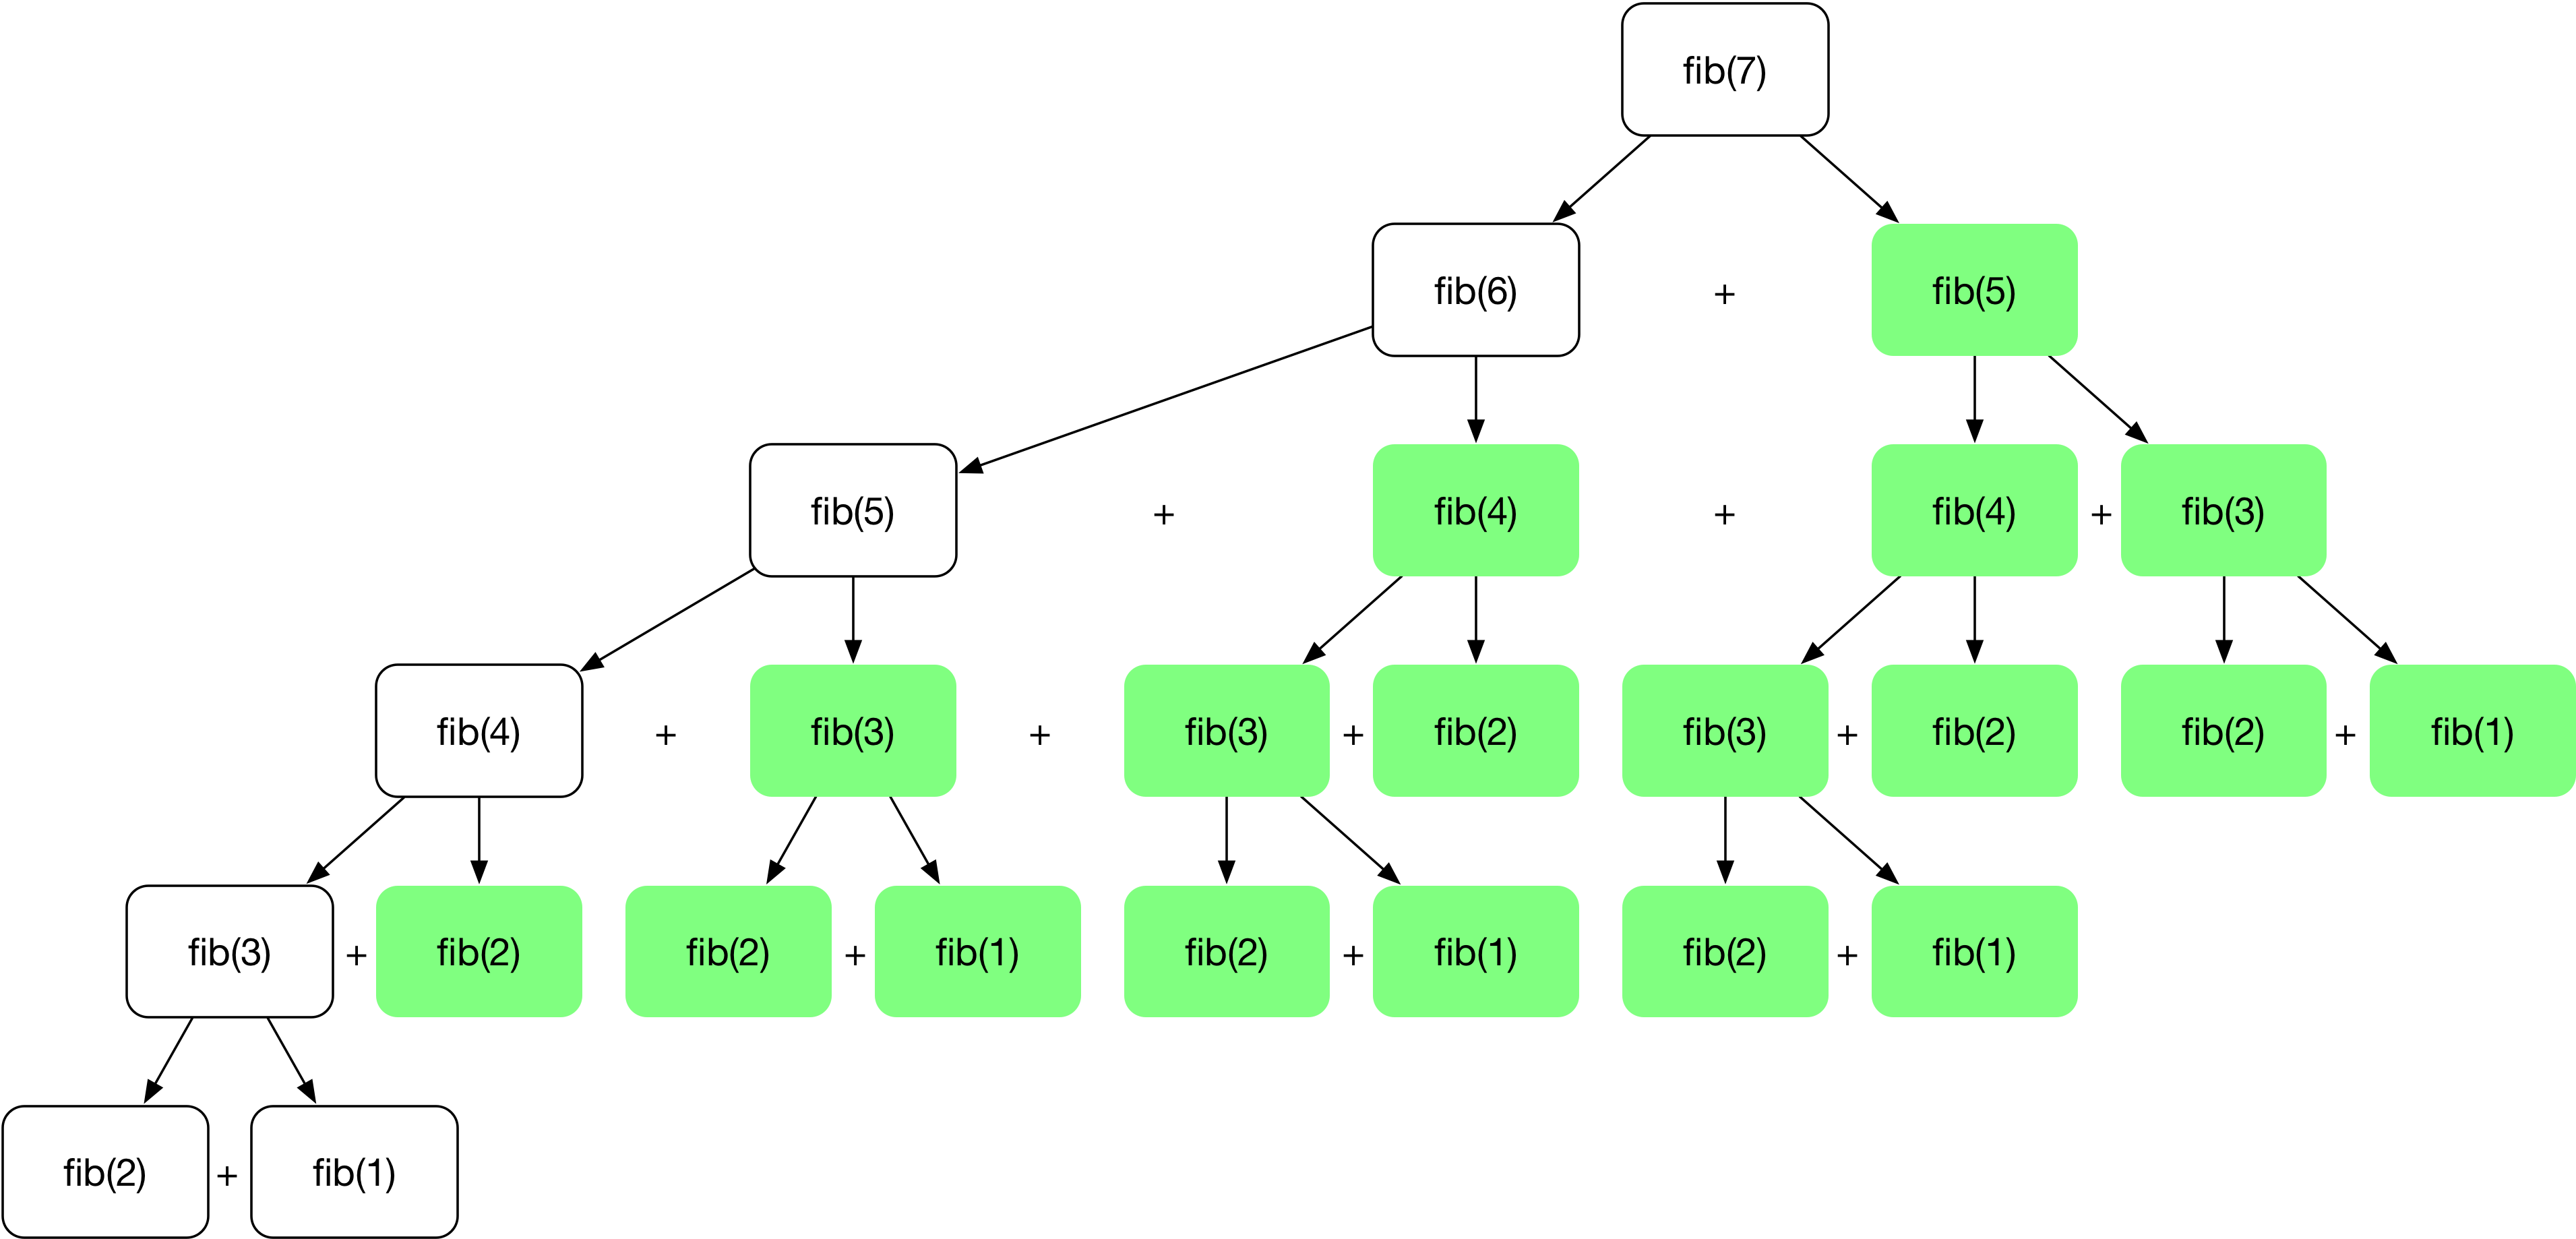 fib(7)
fib(6) + fib(5)
fib(5) + fib(4) + fib(4) + fib(3)
fib(4) + fib(3) + fib(3) + fib(2) fib(3) + fib(2) fib(2) + fib(1)
fib(3) + fib(2) fib(2) + fib(1) fib(2) + fib(1) fib(2) + fib(1)
fib(2) + fib(1)